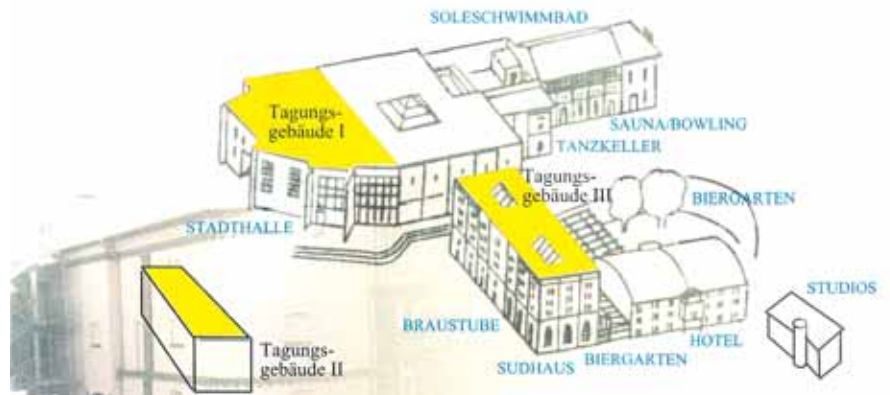 SOLESCHWIMMBAD
Tagungs-
gebäude I
SAUNA/BOWLING
TANZKELLER
Tagungs-
gebäude III
BIERGARTEN
STADTHALLE
STUDIOS
BRAUSTUBE
HOTEL
Tagungs-
gebäude II
SUDHAUS
BIERGARTEN